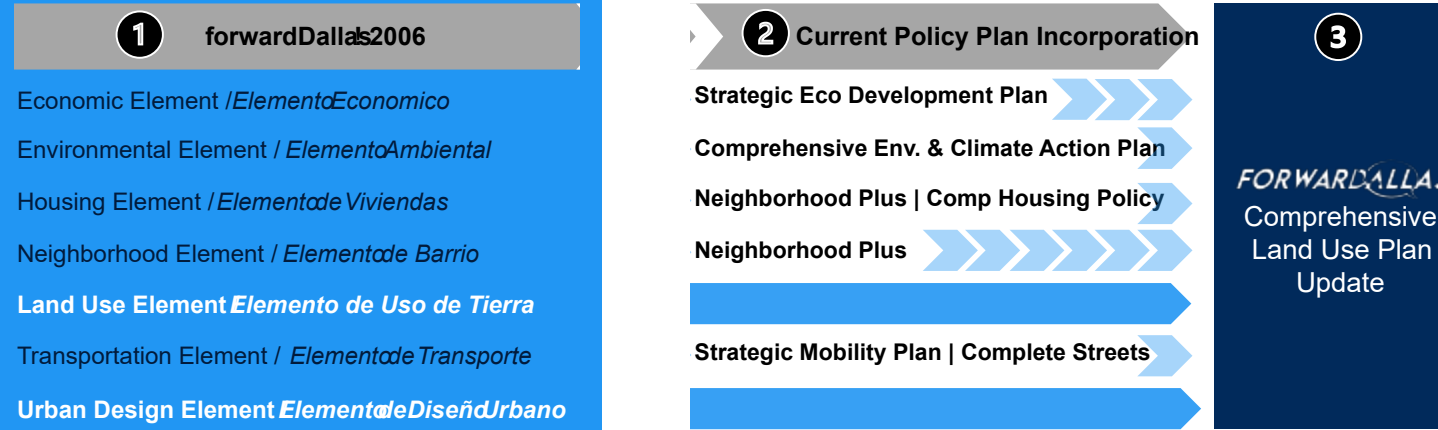 1 forwardDallas!2006
Economic Element / Elemento Economico
Environmental Element / Elemento Ambiental
Housing Element / Elemento de Viviendas
Neighborhood Element / Elemento de Barrio
Land Use Element / Elemento de Uso de Tierra
Transportation Element / Elemento de Transporte
Urban Design Element Elemento de Diseño Urbano
2 Current Policy Plan Incorporation
Strategic Eco Development Plan
Comprehensive Env. & Climate Action Plan
Neighborhood Plus | Comp Housing Policy
Neighborhood Plus
Strategic Mobility Plan | Complete Streets
3
FORWARDALLA
Comprehensive
Land Use Plan
Update